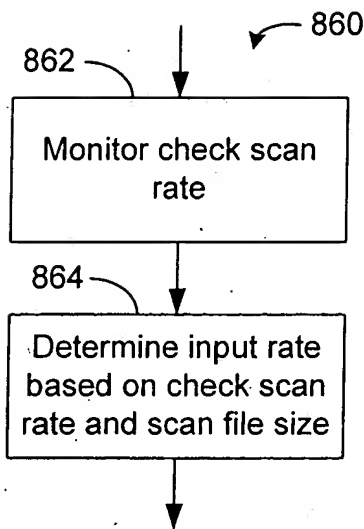 860
862
Monitor check scan
rate
864
Determine input rate
based on check scan
rate and scan file size